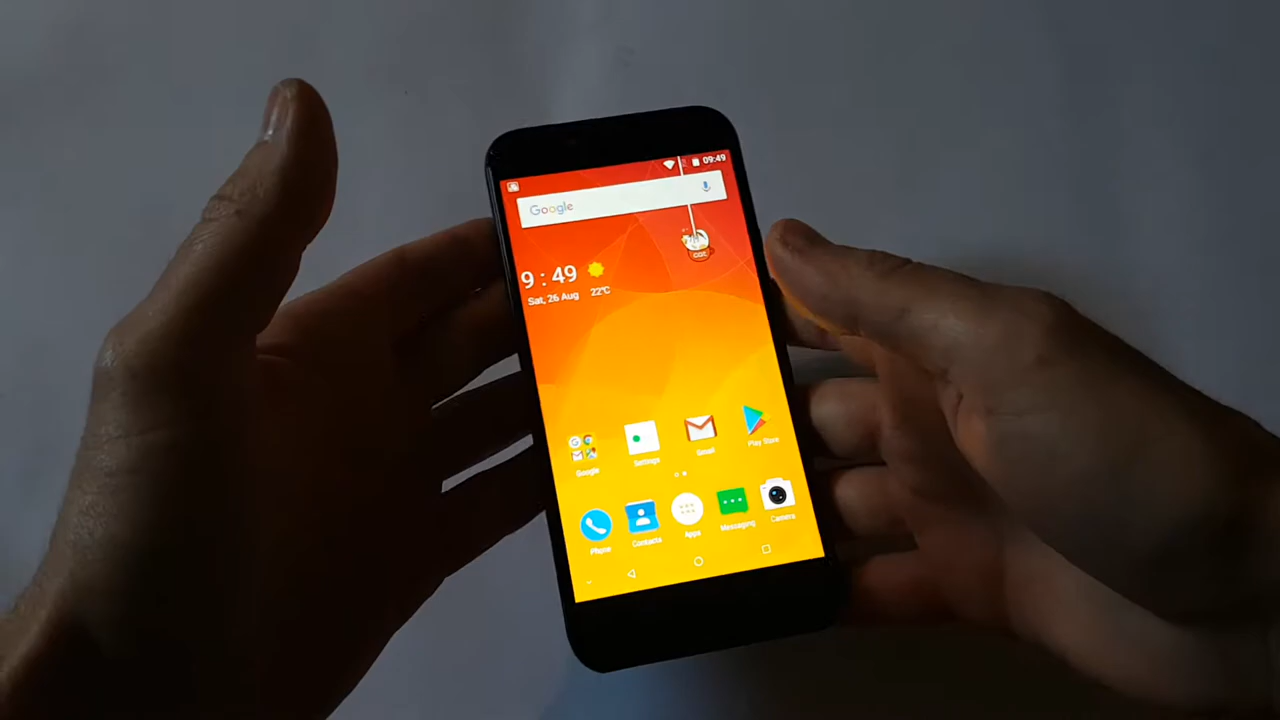 09:49
Google
9 : 49
Sat, 26 Aug
22°C
Google
Settings
Gmail
Play Store
Phone
Contacts
Apps
Messaging
Camera